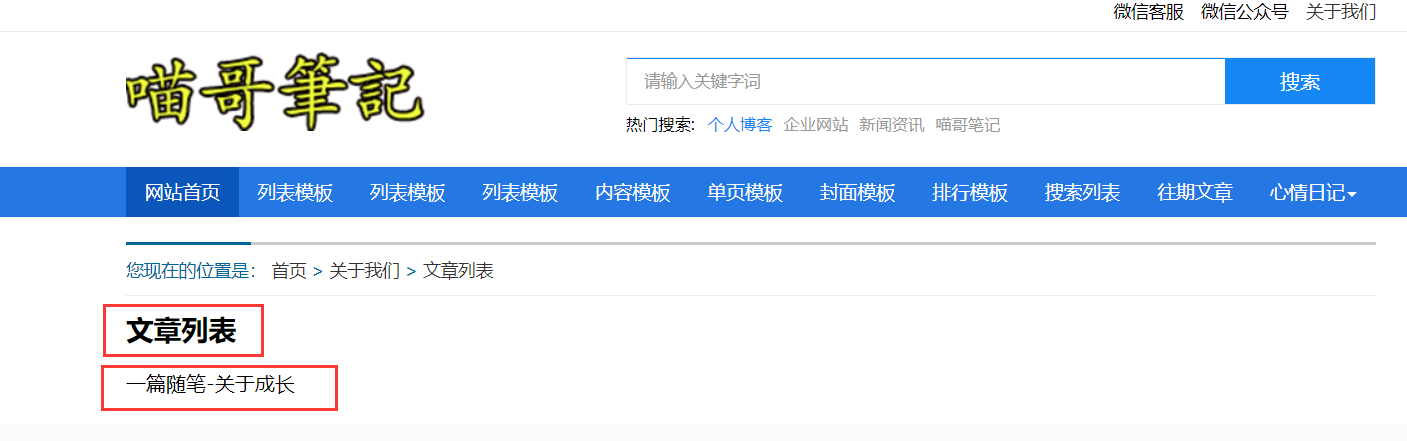 微信客服 微信公众号 关于我们
喵哥筆記
请输入关键字词 搜索
热门搜索: 个人博客 企业网站 新闻资讯 喵哥笔记
网站首页 列表模板 列表模板 列表模板 内容模板 单页模板 封面模板 排行模板 搜索列表 往期文章 心情日记
您现在的位置是： 首页 > 关于我们 > 文章列表
文章列表
一篇随笔-关于成长